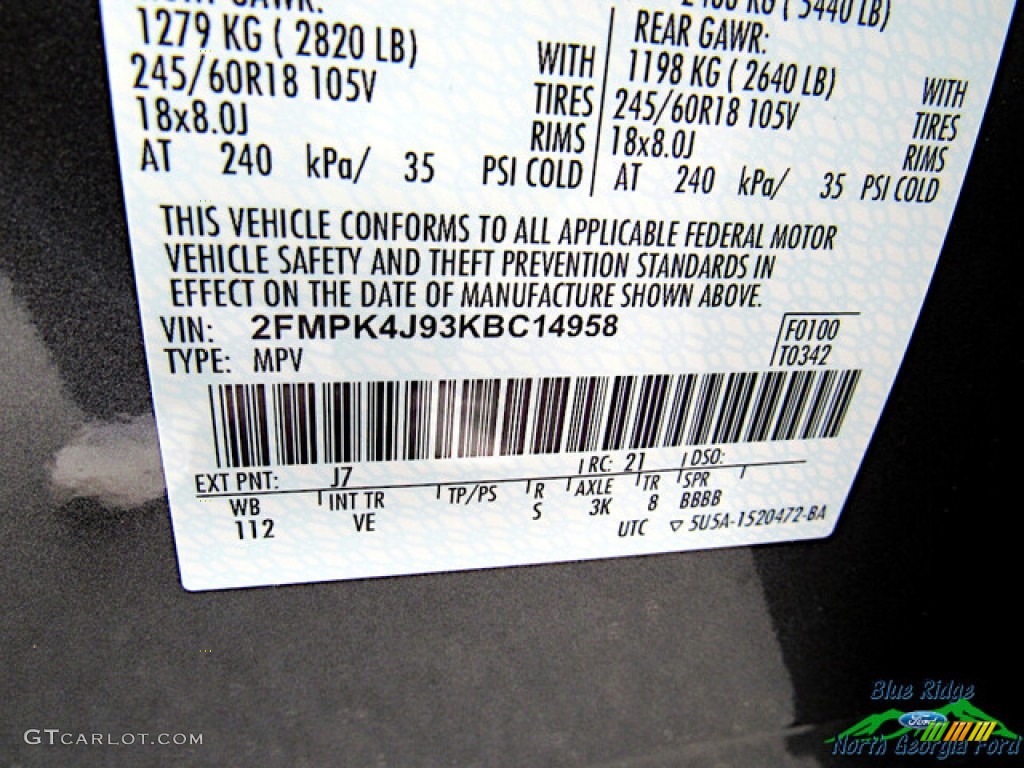 1279 KG ( 2820 LB)
245/60R18 105V WITH TIRES
18x8.0J RIMS
AT 240 kPa/ 35 PSI COLD
KG ( 5440 LB)
REAR GAWR:
1198 KG ( 2640 LB) WITH
245/60R18 105V TIRES
18x8.0J RIMS
AT 240 kPa/ 35 PSI COLD
THIS VEHICLE CONFORMS TO ALL APPLICABLE FEDERAL MOTOR
VEHICLE SAFETY AND THEFT PREVENTION STANDARDS IN
EFFECT ON THE DATE OF MANUFACTURE SHOWN ABOVE.
VIN: 2FMPK4J93KBC14958 F0100
TYPE: MPV T0342
EXT PNT: J7 RC: 21 DSO:
WB INT TR TP/PS R AXLE TR SPR
112 VE S 3K 8 BBBB
UTC ▽ 5U5A-1520472-BA
GTCARLOT.COM
Blue Ridge
Ford
North Georgia Ford